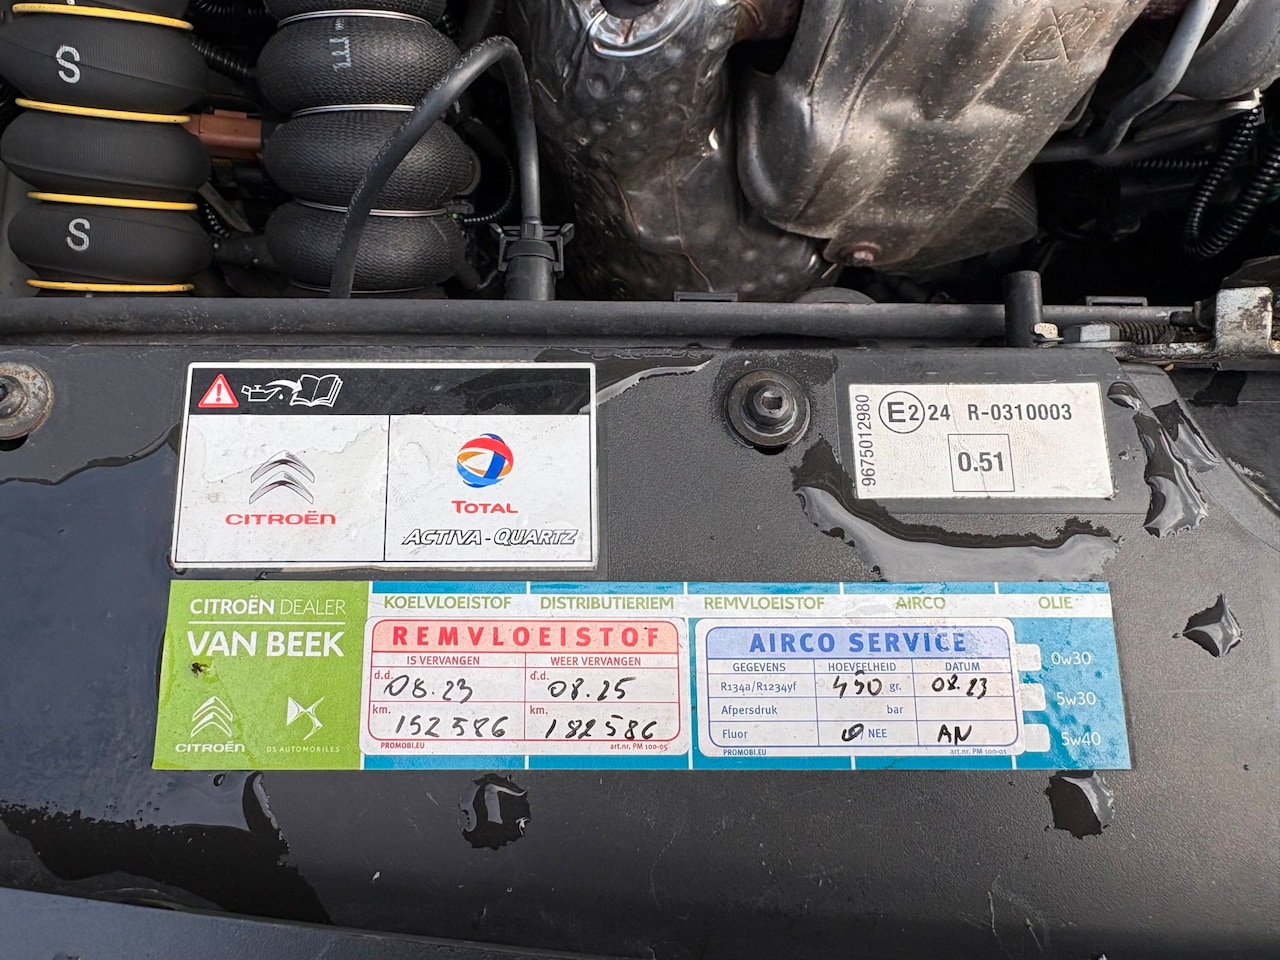 S
S
CITROËN
TOTAL
ACTIVA - QUARTZ
9675012980
E2 24 R-0310003
0.51
CITROËN DEALER
VAN BEEK
CITROËN
DS AUTOMOBILES
KOELVLOEISTOF
DISTRIBUTIERIEM
REMVLOEISTOF
AIRCO
OLIE
REMVLOEISTOF
IS VERVANGEN
WEER VERVANGEN
d.d. 08.23
d.d. 08.25
km. 152586
km. 182586
PROMOBI.EU
art.nr. PM 100-05
AIRCO SERVICE
GEGEVENS HOEVEELHEID DATUM
R134a/R1234yf 450 gr. 08.23
Afpersdruk bar
Fluor NEE AN
PROMOBI.EU
art.nr. PM 100-01
0w30
5w30
5w40